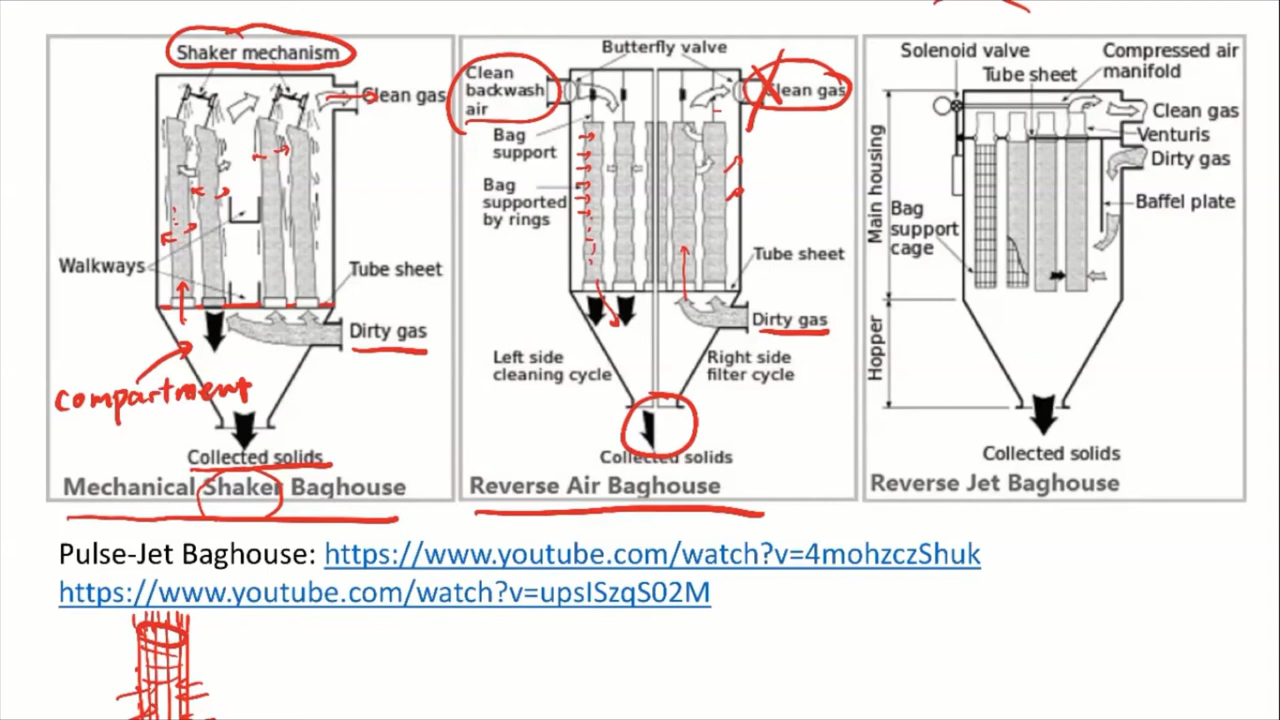 Shaker mechanism
Clean gas
Walkways
Tube sheet
Dirty gas
compartment
Collected solids
Mechanical Shaker Baghouse
Butterfly valve
Clean
backwash
air
Clean gas
Bag
support
Bag
supported
by rings
Tube sheet
Dirty gas
Left side
cleaning cycle
Right side
filter cycle
Collected solids
Reverse Air Baghouse
Solenoid valve
Compressed air
manifold
Tube sheet
Clean gas
Venturis
Dirty gas
Baffel plate
Main housing
Bag
support
cage
Hopper
Collected solids
Reverse Jet Baghouse
Pulse-Jet Baghouse: https://www.youtube.com/watch?v=4mohzczShuk
https://www.youtube.com/watch?v=upsISzqS02M